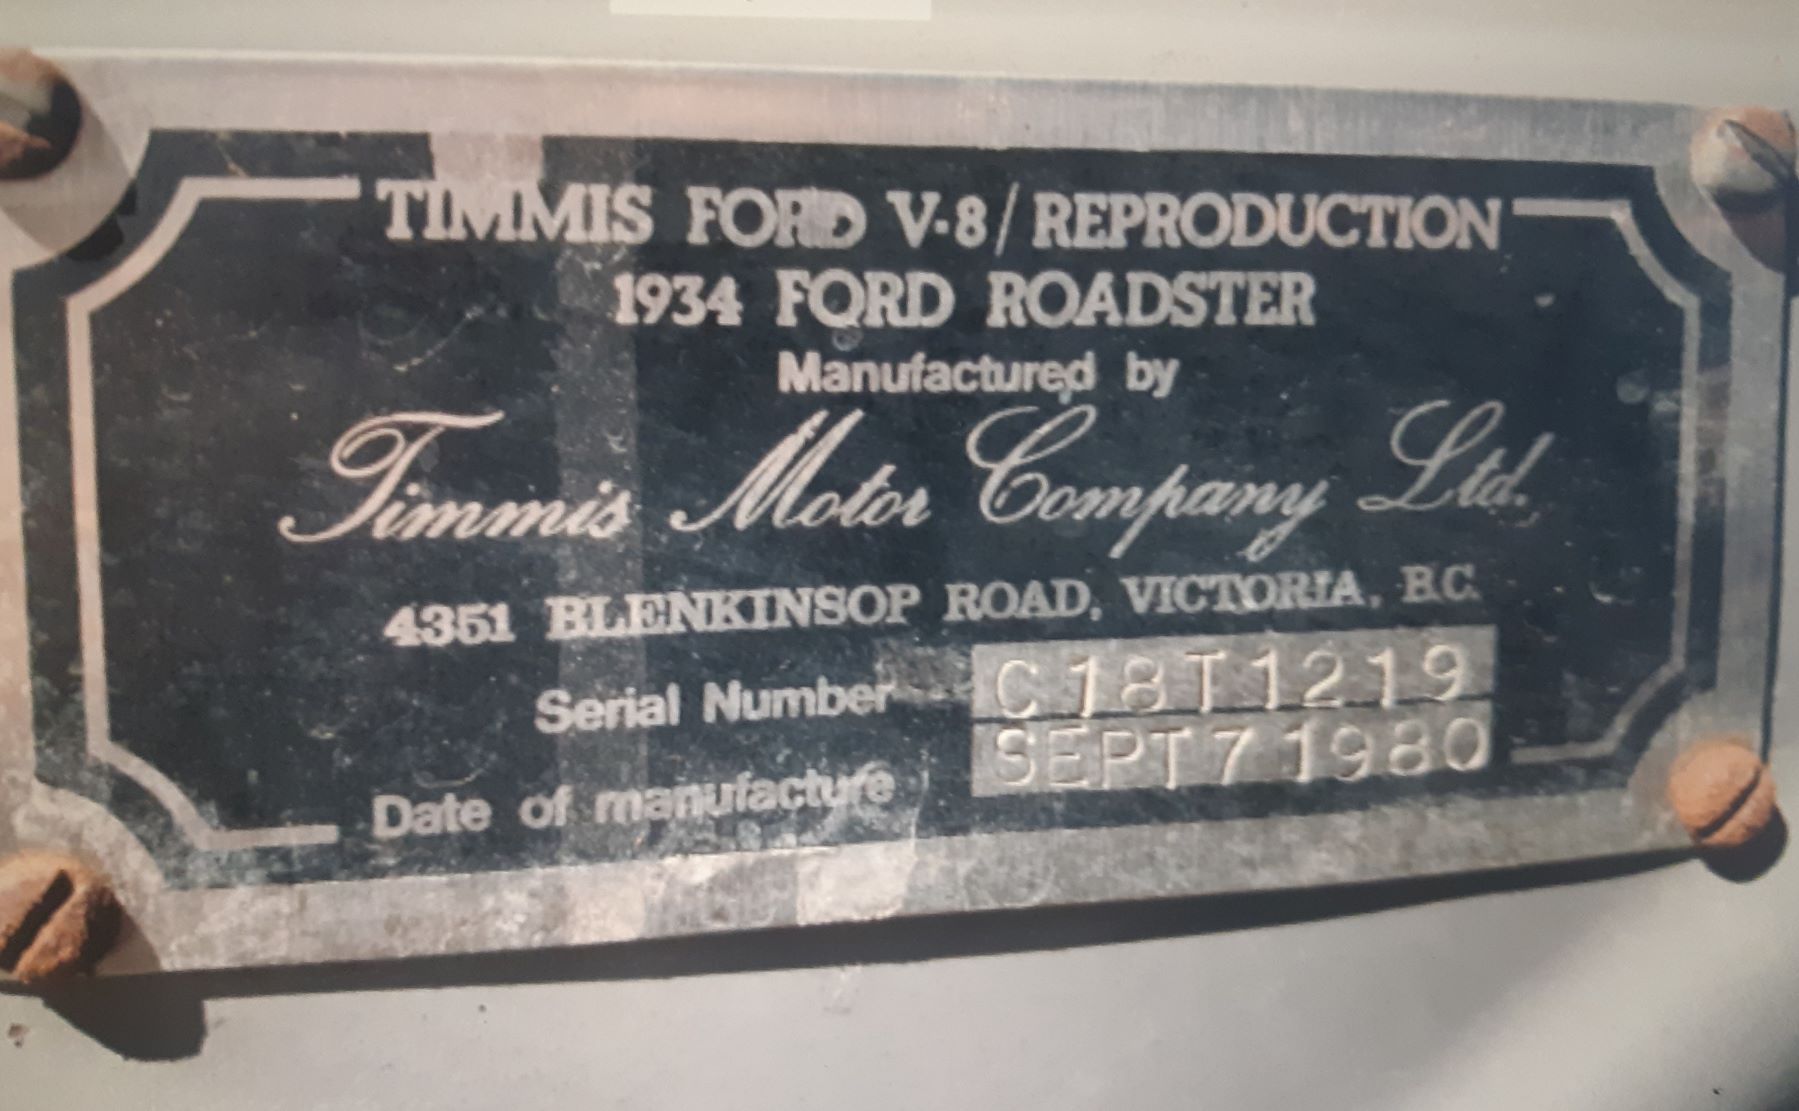 TIMMIS FORD V-8/REPRODUCTION
1934 FORD ROADSTER
Manufactured by
Timmis Motor Company Ltd.
4351 BLENKINSOP ROAD, VICTORIA, B.C.
Serial Number C18T1219
Date of manufacture SEPT 7 1980